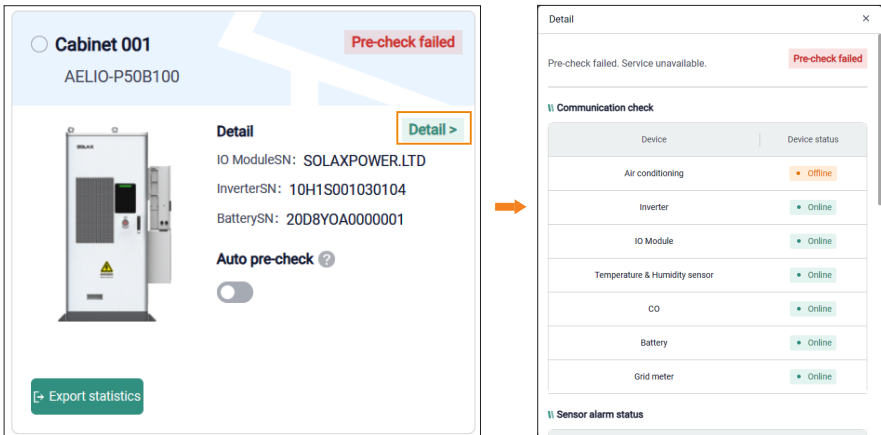 Cabinet 001
Pre-check failed
AELIO-P50B100
SOLAX
Detail
Detail >
IO ModuleSN: SOLAXPOWER.LTD
InverterSN: 10H1S001030104
BatterySN: 20D8YOA0000001
Auto pre-check ?
Export statistics
Detail ×
Pre-check failed. Service unavailable.
Pre-check failed
Communication check
Device Device status
Air conditioning Offline
Inverter Online
IO Module Online
Temperature & Humidity sensor Online
CO Online
Battery Online
Grid meter Online
Sensor alarm status